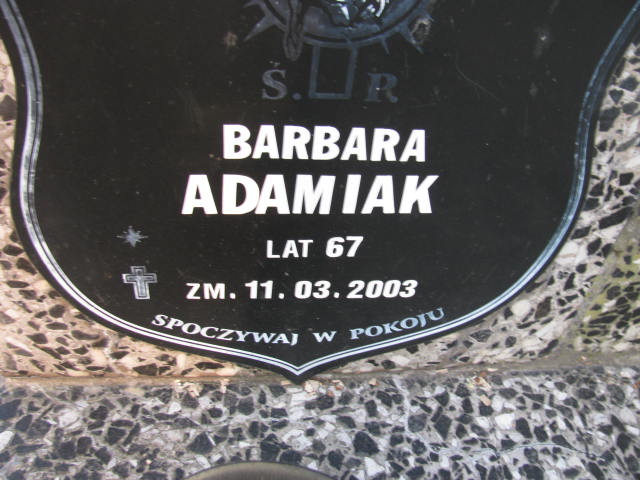 Ś. P.
BARBARA
ADAMIAK
LAT 67
ZM. 11. 03. 2003
SPOCZYWAJ W POKOJU